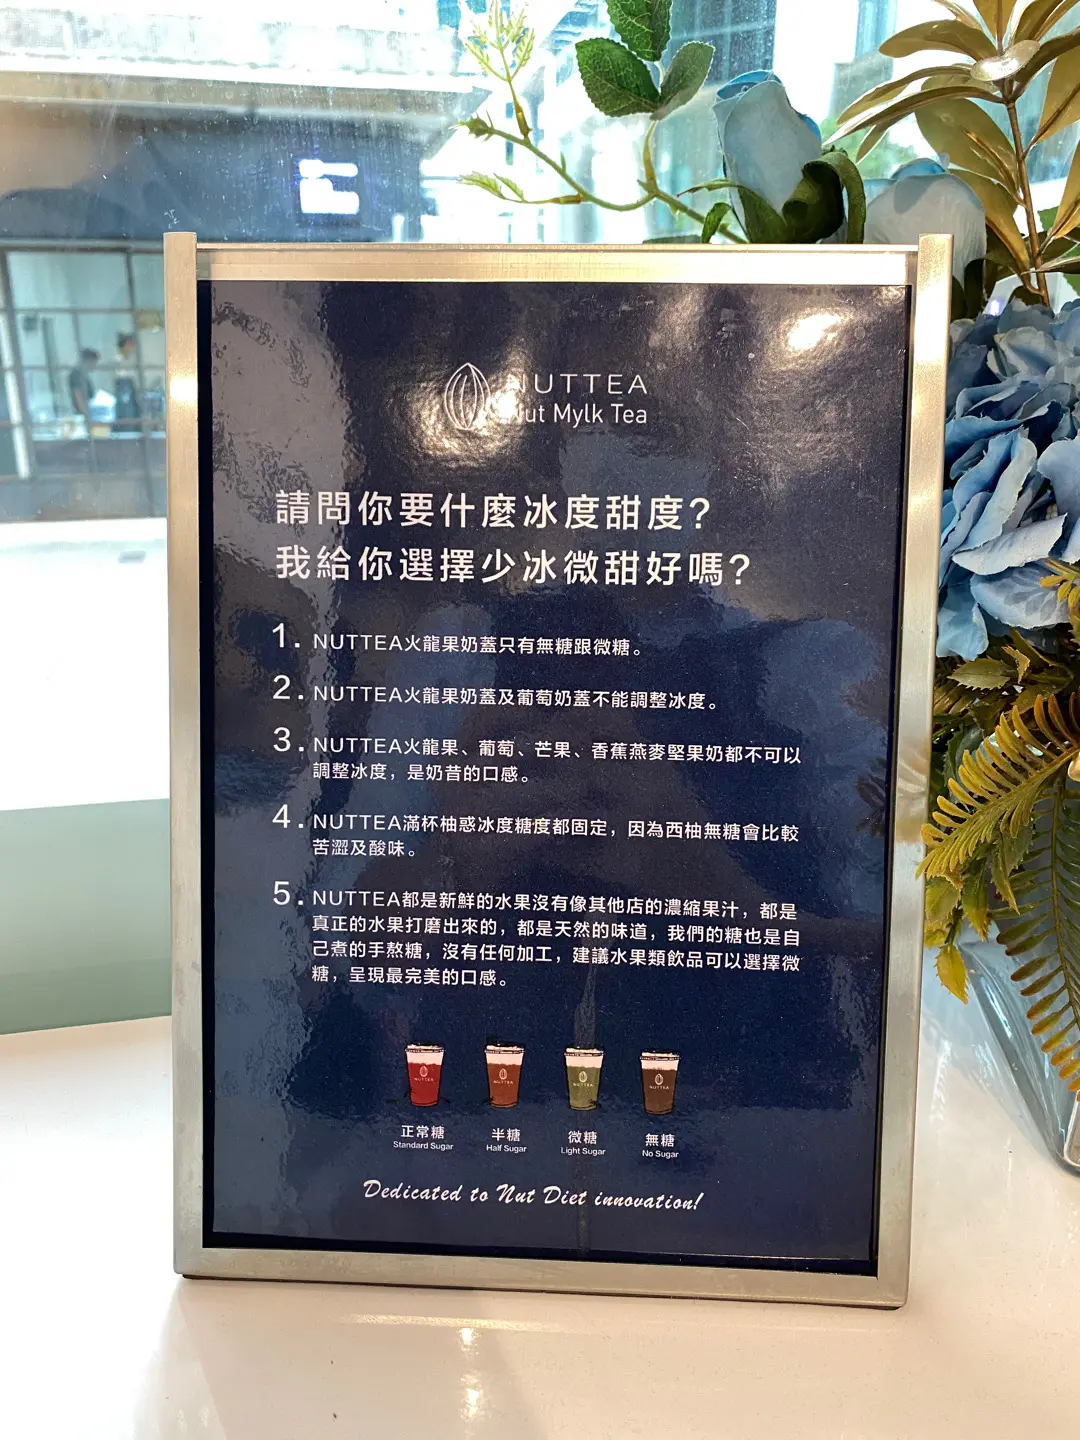 NUTTEA
Nut Mylk Tea
請問你要什麼冰度甜度?
我給你選擇少冰微甜好嗎?
1. NUTTEA火龍果奶蓋只有無糖跟微糖。
2. NUTTEA火龍果奶蓋及葡萄奶蓋不能調整冰度。
3. NUTTEA火龍果、葡萄、芒果、香蕉燕麥堅果奶都不可以
調整冰度，是奶昔的口感。
4. NUTTEA滿杯柚惑冰度糖度都固定，因為西柚無糖會比較
苦澀及酸味。
5. NUTTEA都是新鮮的水果沒有像其他店的濃縮果汁，都是
真正的水果打磨出來的，都是天然的味道，我們的糖也是自
己煮的手熬糖，沒有任何加工，建議水果類飲品可以選擇微
糖，呈現最完美的口感。
NUTTEA NUTTEA NUTTEA NUTTEA
正常糖 半糖 微糖 無糖
Standard Sugar Half Sugar Light Sugar No Sugar
Dedicated to Nut Diet innovation!